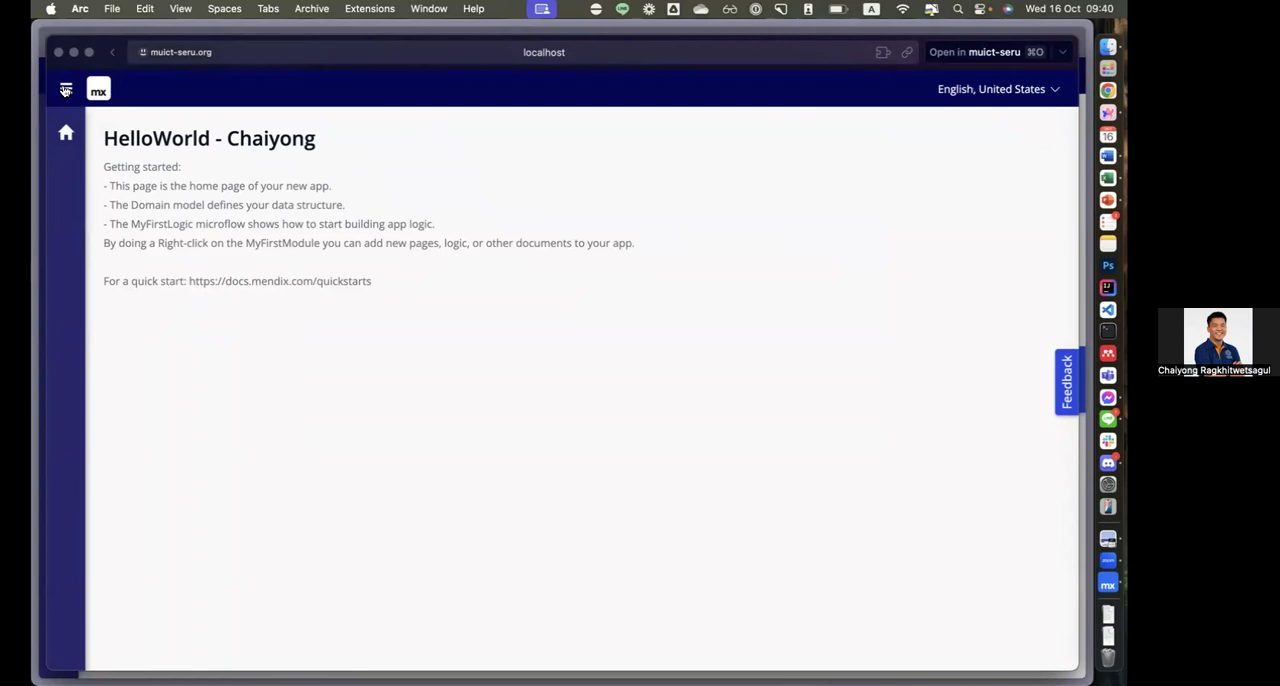 Arc File Edit View Spaces Tabs Archive Extensions Window Help A Wed 16 Oct 09:40
muict-seru.org localhost Open in muict-seru ⌘O
mx English, United States
HelloWorld - Chaiyong
Getting started:
- This page is the home page of your new app.
- The Domain model defines your data structure.
- The MyFirstLogic microflow shows how to start building app logic.
By doing a Right-click on the MyFirstModule you can add new pages, logic, or other documents to your app.
For a quick start: https://docs.mendix.com/quickstarts
Feedback
16
Ps
zoom
mx
Chaiyong Ragkhitwetsagul